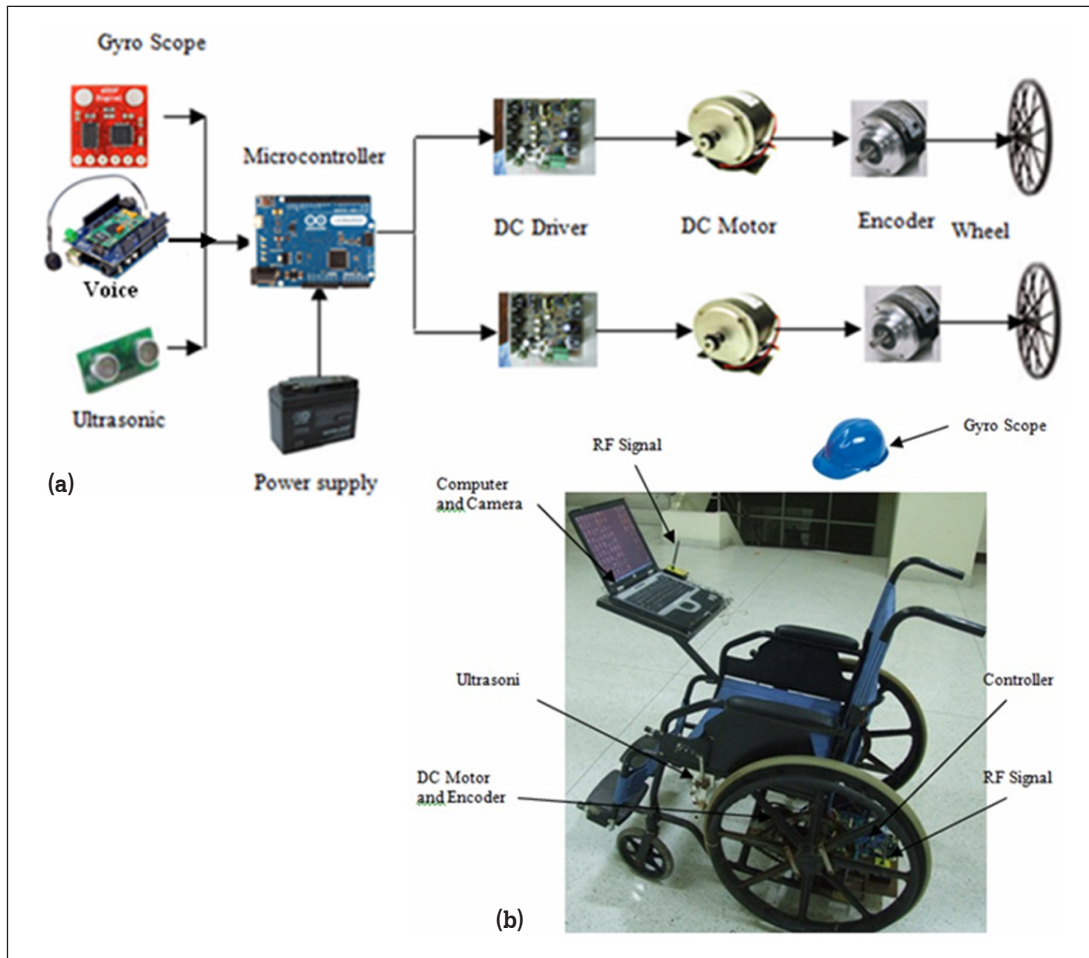 Gyro Scope
Microcontroller
DC Driver
DC Motor
Encoder
Wheel
Voice
Ultrasonic
Power supply
(a)
Gyro Scope
RF Signal
Computer
and Camera
Ultrasoni
Controller
DC Motor
and Encoder
RF Signal
(b)